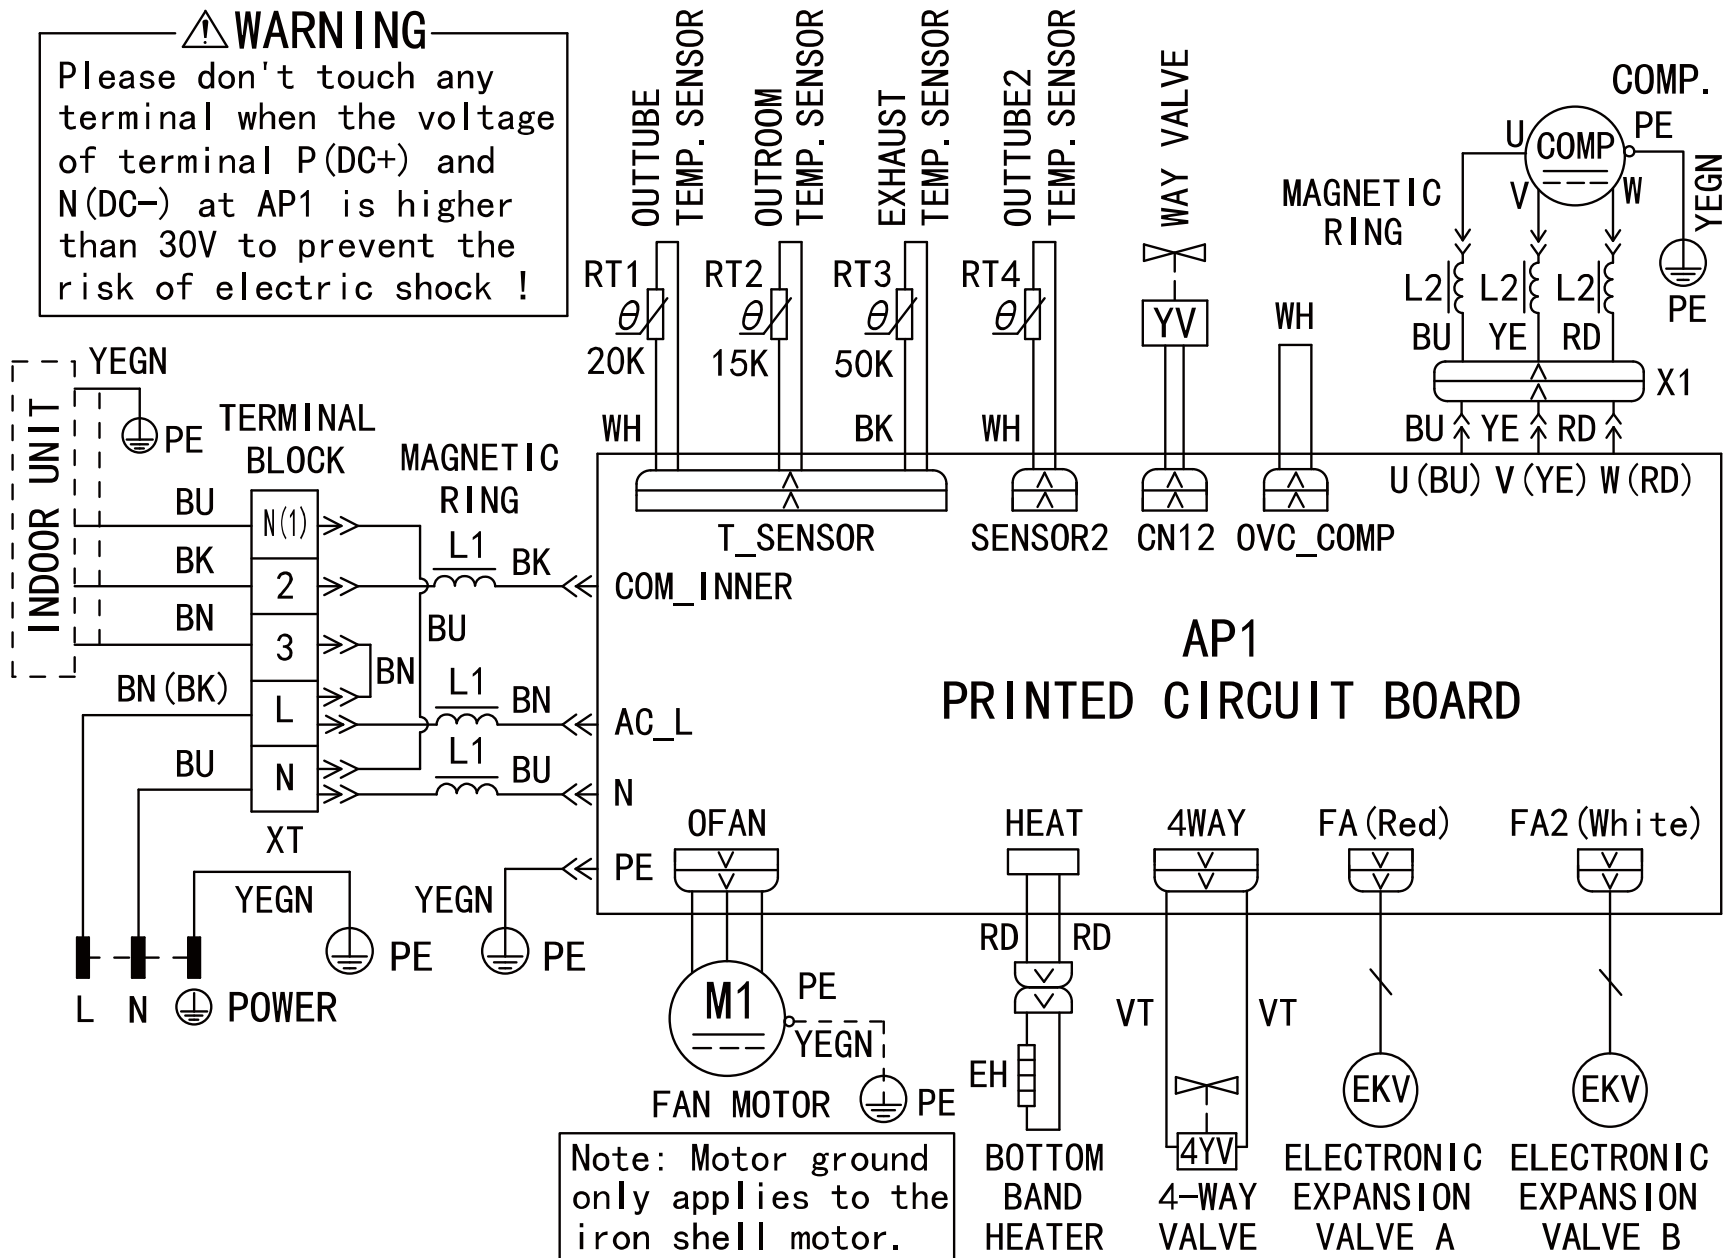 WARNING
Please don't touch any
terminal when the voltage
of terminal P(DC+) and
N(DC-) at AP1 is higher
than 30V to prevent the
risk of electric shock !
OUTTUBE
TEMP. SENSOR
OUTROOM
TEMP. SENSOR
EXHAUST
TEMP. SENSOR
OUTTUBE2
TEMP. SENSOR
WAY VALVE
COMP.
U
COMP
PE
V
W
YEGN
MAGNETIC
RING
PE
RT1
θ
20K
RT2
θ
15K
RT3
θ
50K
RT4
θ
YV
WH
L2
L2
L2
BU
YE
RD
X1
WH
BK
WH
BU
YE
RD
U(BU) V(YE) W(RD)
INDOOR UNIT
YEGN
PE
TERMINAL
BLOCK
MAGNETIC
RING
BU
N(1)
BK
2
L1
BK
COM_INNER
BN
3
BU
BN
BN(BK)
L
L1
BN
AC_L
BU
N
L1
BU
N
XT
T_SENSOR
SENSOR2
CN12
OVC_COMP
AP1
PRINTED CIRCUIT BOARD
YEGN
PE
YEGN
PE
PE
L
N
POWER
OFAN
HEAT
4WAY
FA(Red)
FA2(White)
M1
PE
YEGN
PE
FAN MOTOR
RD
RD
EH
BOTTOM
BAND
HEATER
VT
VT
4YV
4-WAY
VALVE
EKV
ELECTRONIC
EXPANSION
VALVE A
EKV
ELECTRONIC
EXPANSION
VALVE B
Note: Motor ground
only applies to the
iron shell motor.